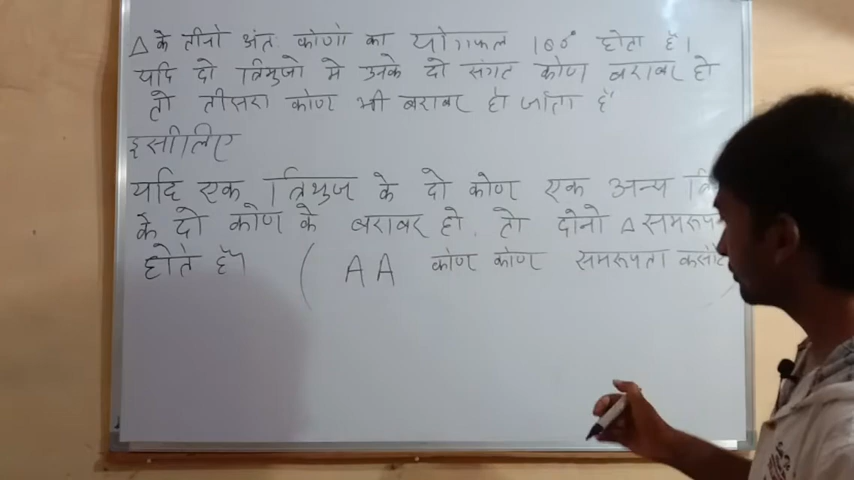 △ के तीनो अंतः कोणो का योगफल 180° होता है।
यदि दो त्रिभुजो मे उनके दो संगत कोण बराबर हो
तो तीसरा कोण भी बराबर हो जाता है
इसीलिए
यदि एक त्रिभुज के दो कोण एक अन्य
के दो कोण के बराबर हो. तो दोनो △ समरूप
होते है। ( AA कोण कोण समरूपता